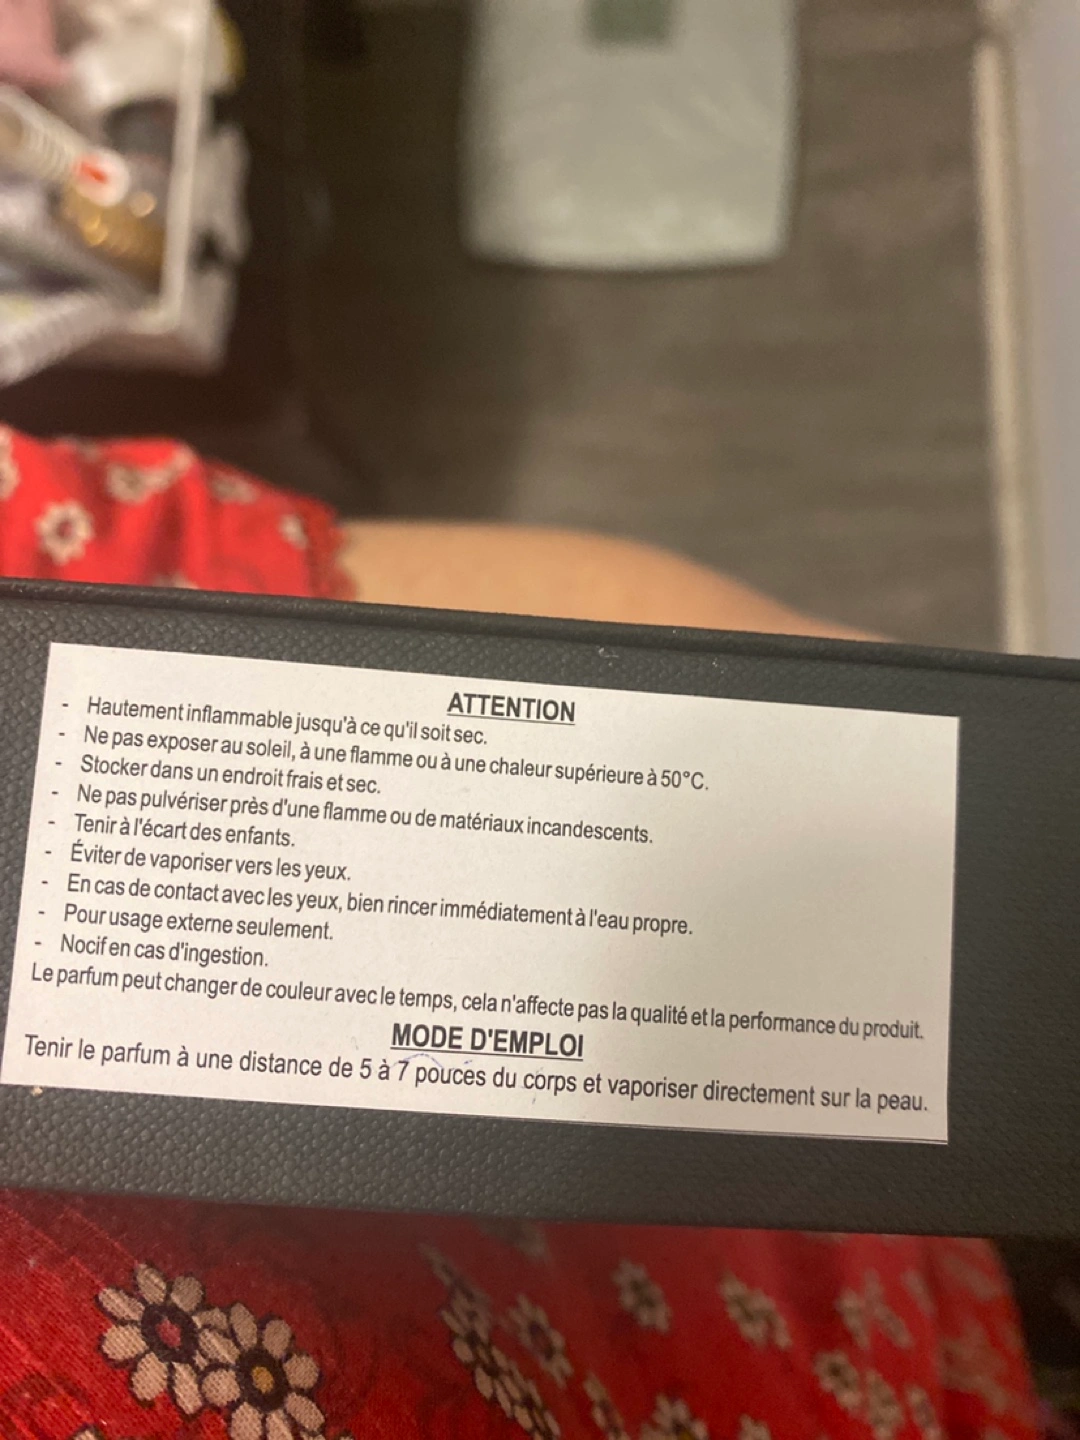 ATTENTION
- Hautement inflammable jusqu'à ce qu'il soit sec.
- Ne pas exposer au soleil, à une flamme ou à une chaleur supérieure à 50°C.
- Stocker dans un endroit frais et sec.
- Ne pas pulvériser près d'une flamme ou de matériaux incandescents.
- Tenir à l'écart des enfants.
- Éviter de vaporiser vers les yeux.
- En cas de contact avec les yeux, bien rincer immédiatement à l'eau propre.
- Pour usage externe seulement.
- Nocif en cas d'ingestion.
Le parfum peut changer de couleur avec le temps, cela n'affecte pas la qualité et la performance du produit.
MODE D'EMPLOI
Tenir le parfum à une distance de 5 à 7 pouces du corps et vaporiser directement sur la peau.